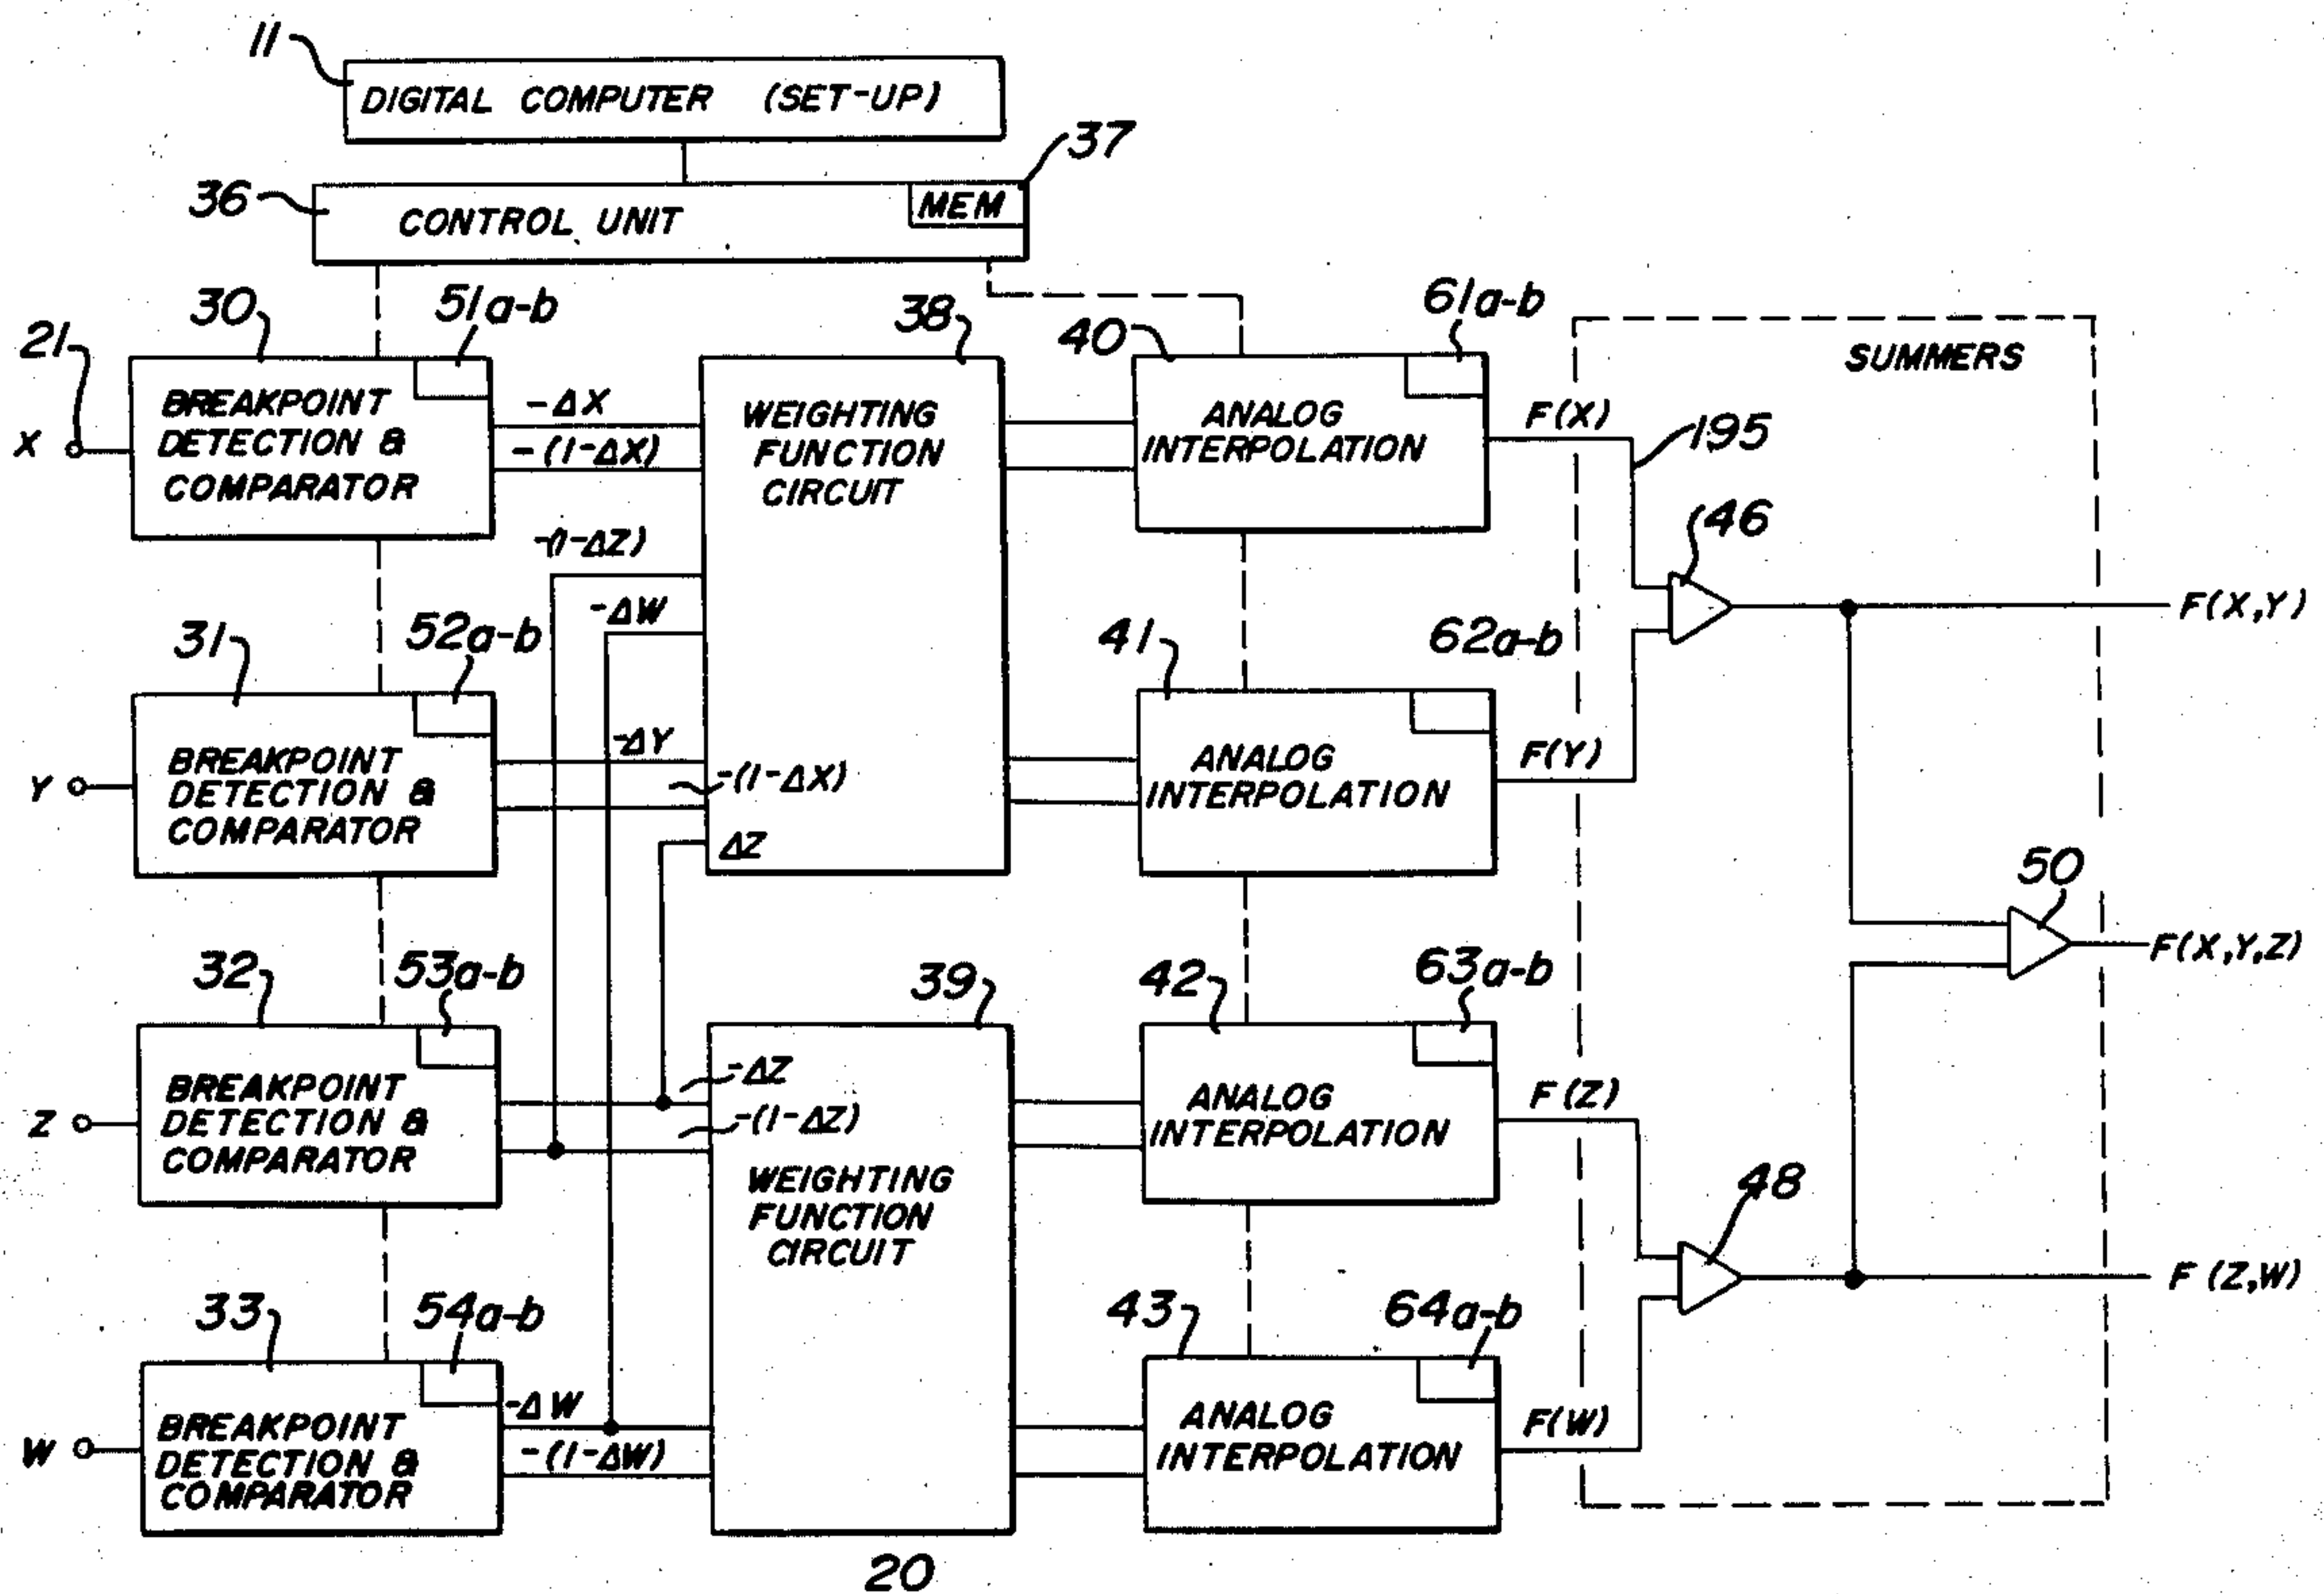 11
DIGITAL COMPUTER (SET-UP)
37
36
MEM
CONTROL UNIT
30
51a-b
38
40
61a-b
21
SUMMERS
X
BREAKPOINT
DETECTION &
COMPARATOR
-ΔX
-(1-ΔX)
WEIGHTING
FUNCTION
CIRCUIT
ANALOG
INTERPOLATION
F(X)
195
46
-(1-ΔZ)
-ΔW
F(X,Y)
31
52a-b
41
62a-b
Y
BREAKPOINT
DETECTION &
COMPARATOR
-ΔY
-(1-ΔX)
ΔZ
ANALOG
INTERPOLATION
F(Y)
50
F(X,Y,Z)
32
53a-b
39
42
63a-b
Z
BREAKPOINT
DETECTION &
COMPARATOR
-ΔZ
-(1-ΔZ)
WEIGHTING
FUNCTION
CIRCUIT
ANALOG
INTERPOLATION
F(Z)
48
F(Z,W)
33
54a-b
43
64a-b
W
BREAKPOINT
DETECTION &
COMPARATOR
-ΔW
-(1-ΔW)
ANALOG
INTERPOLATION
F(W)
20